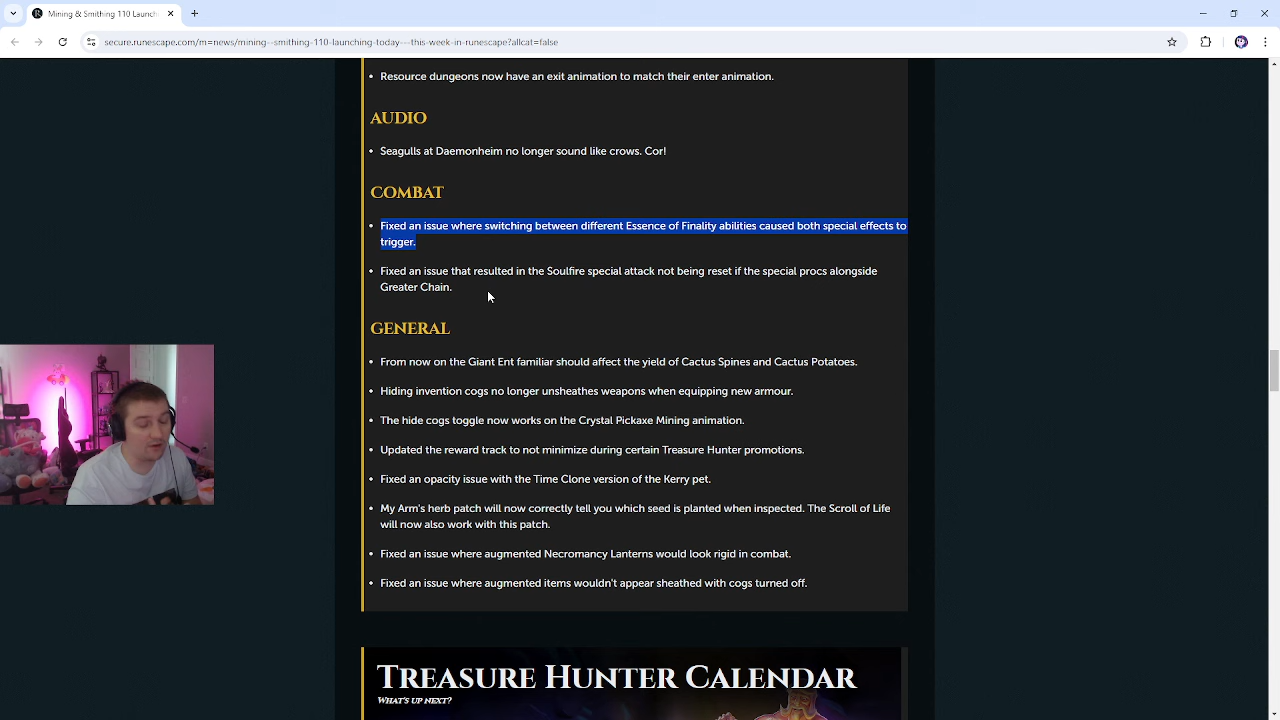 Mining & Smithing 110 Launch
secure.runescape.com/m=news/mining--smithing-110-launching-today---this-week-in-runescape?allcat=false
• Resource dungeons now have an exit animation to match their enter animation.
AUDIO
• Seagulls at Daemonheim no longer sound like crows. Cor!
COMBAT
• Fixed an issue where switching between different Essence of Finality abilities caused both special effects to
trigger.
• Fixed an issue that resulted in the Soulfire special attack not being reset if the special procs alongside
Greater Chain.
GENERAL
• From now on the Giant Ent familiar should affect the yield of Cactus Spines and Cactus Potatoes.
• Hiding invention cogs no longer unsheathes weapons when equipping new armour.
• The hide cogs toggle now works on the Crystal Pickaxe Mining animation.
• Updated the reward track to not minimize during certain Treasure Hunter promotions.
• Fixed an opacity issue with the Time Clone version of the Kerry pet.
• My Arm's herb patch will now correctly tell you which seed is planted when inspected. The Scroll of Life
will now also work with this patch.
• Fixed an issue where augmented Necromancy Lanterns would look rigid in combat.
• Fixed an issue where augmented items wouldn't appear sheathed with cogs turned off.
TREASURE HUNTER CALENDAR
WHAT'S UP NEXT?